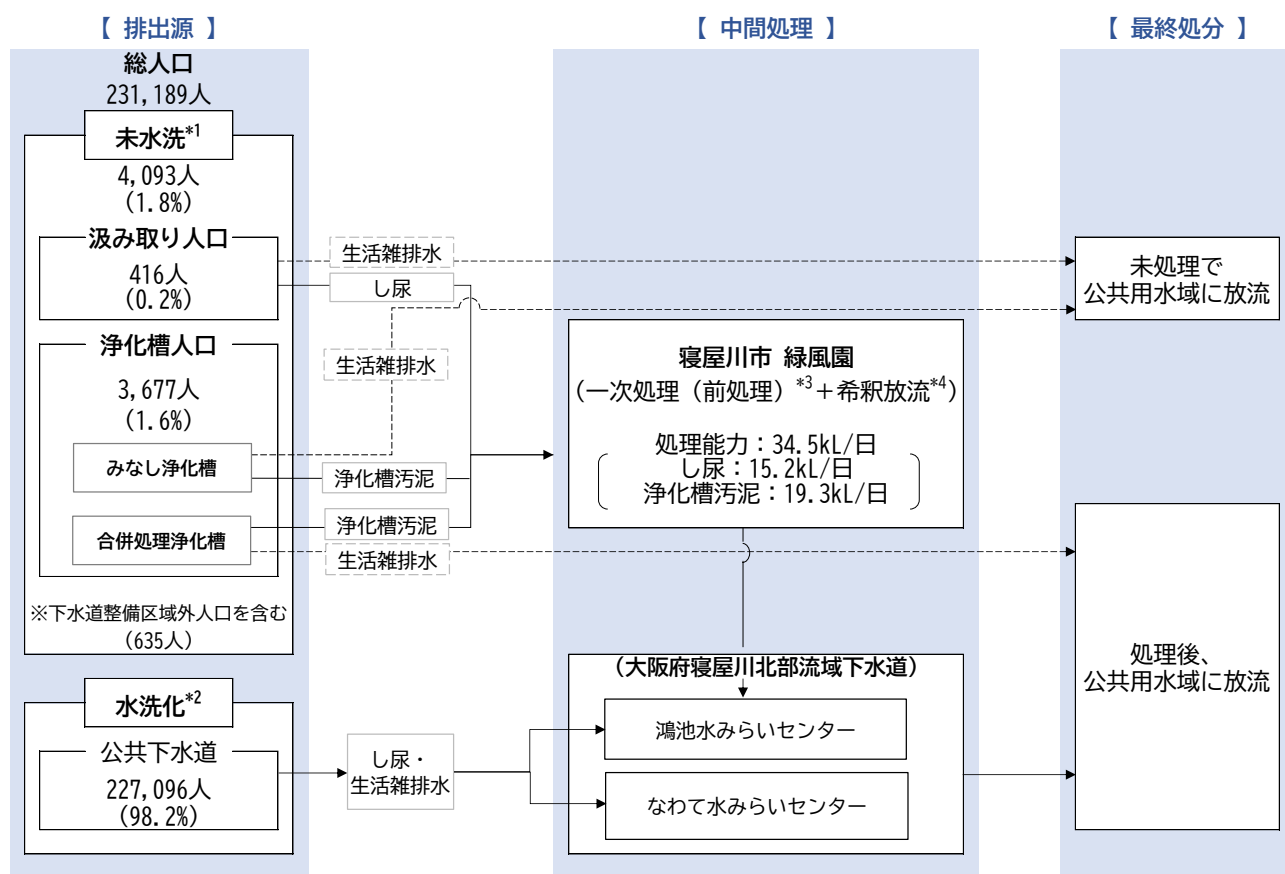 【 排出源 】
総人口
231,189人
未水洗*1
4,093人
(1.8%)
汲み取り人口
416人
(0.2%)
浄化槽人口
3,677人
(1.6%)
みなし浄化槽
合併処理浄化槽
※下水道整備区域外人口を含む
(635人)
水洗化*2
公共下水道
227,096人
(98.2%)
生活雑排水
し尿
生活雑排水
浄化槽汚泥
浄化槽汚泥
生活雑排水
し尿・
生活雑排水
【 中間処理 】
寝屋川市 緑風園
(一次処理(前処理)*3+希釈放流*4)
処理能力:34.5kL/日
し尿:15.2kL/日
浄化槽汚泥:19.3kL/日
(大阪府寝屋川北部流域下水道)
鴻池水みらいセンター
なわて水みらいセンター
【 最終処分 】
未処理で
公共用水域に放流
処理後、
公共用水域に放流